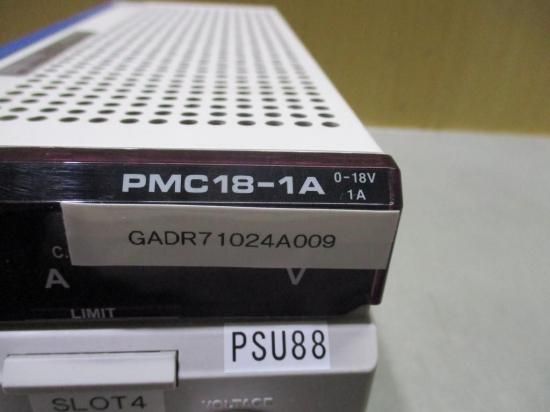 PMC18-1A 0-18V
1A
GADR71024A009
C.
A V
LIMIT
PSU88
SLOT4 VOLTAGE